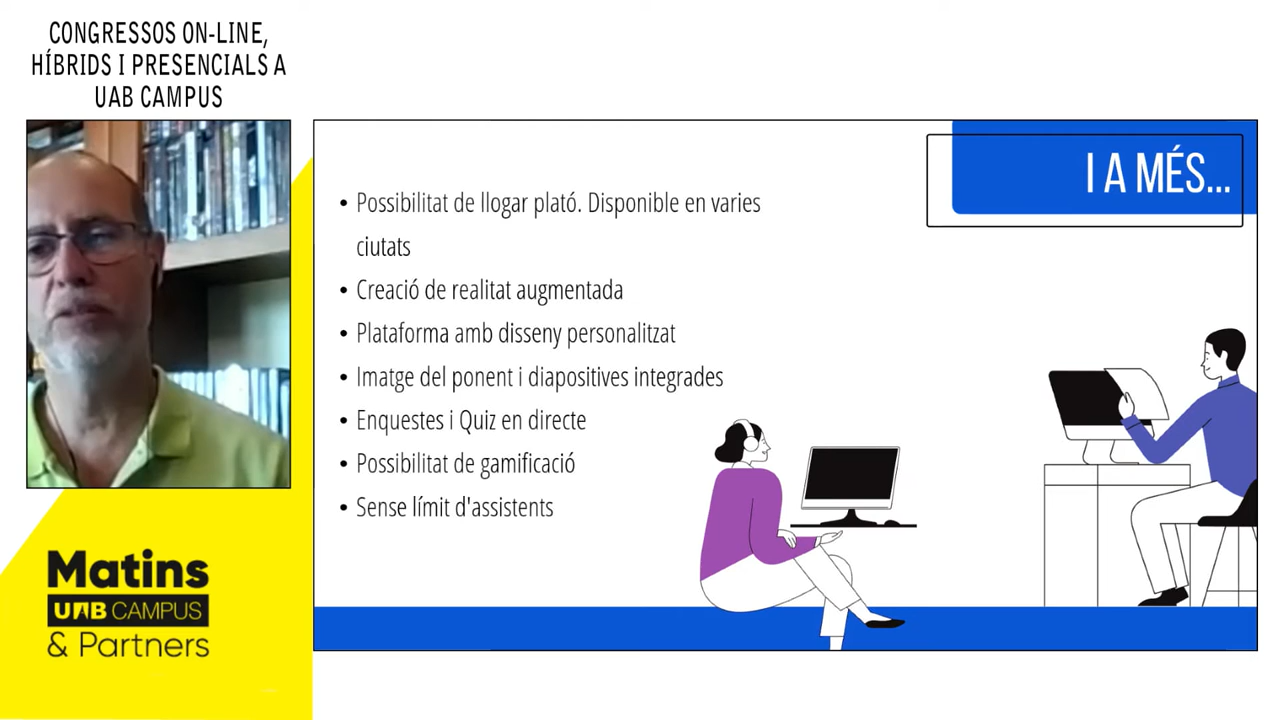 CONGRESSOS ON-LINE,
HÍBRIDS I PRESENCIALS A
UAB CAMPUS
I A MÉS...
• Possibilitat de llogar plató. Disponible en varies
ciutats
• Creació de realitat augmentada
• Plataforma amb disseny personalitzat
• Imatge del ponent i diapositives integrades
• Enquestes i Quiz en directe
• Possibilitat de gamificació
• Sense límit d'assistents
Matins
UAB CAMPUS
& Partners